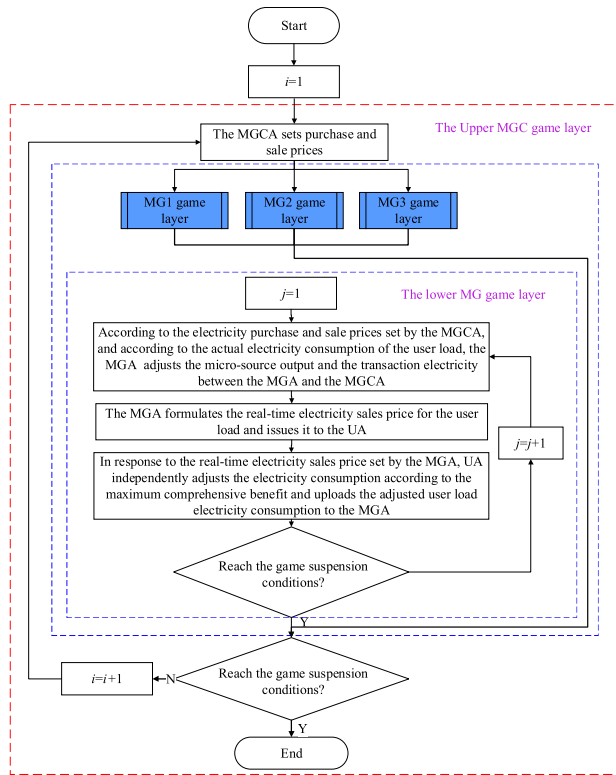 Start
i=1
The MGCA sets purchase and
sale prices
The Upper MGC game layer
MG1 game
layer
MG2 game
layer
MG3 game
layer
j=1
The lower MG game layer
According to the electricity purchase and sale prices set by the MGCA,
and according to the actual electricity consumption of the user load, the
MGA adjusts the micro-source output and the transaction electricity
between the MGA and the MGCA
The MGA formulates the real-time electricity sales price for the user
load and issues it to the UA
j=j+1
In response to the real-time electricity sales price set by the MGA, UA
independently adjusts the electricity consumption according to the
maximum comprehensive benefit and uploads the adjusted user load
electricity consumption to the MGA
Reach the game suspension
conditions?
Y
Reach the game suspension
conditions?
N
i=i+1
Y
End